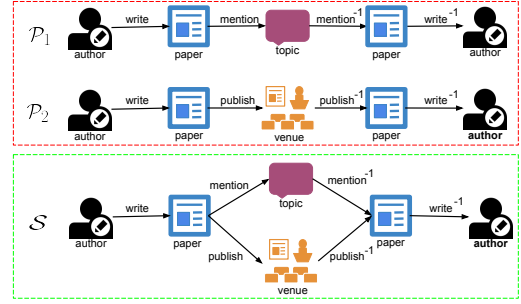 write mention mention⁻¹ write⁻¹
𝒫₁
author paper topic paper author
write publish publish⁻¹ write⁻¹
𝒫₂
author paper venue paper author
mention mention⁻¹
topic
write write⁻¹
𝒮
author paper paper author
publish publish⁻¹
venue